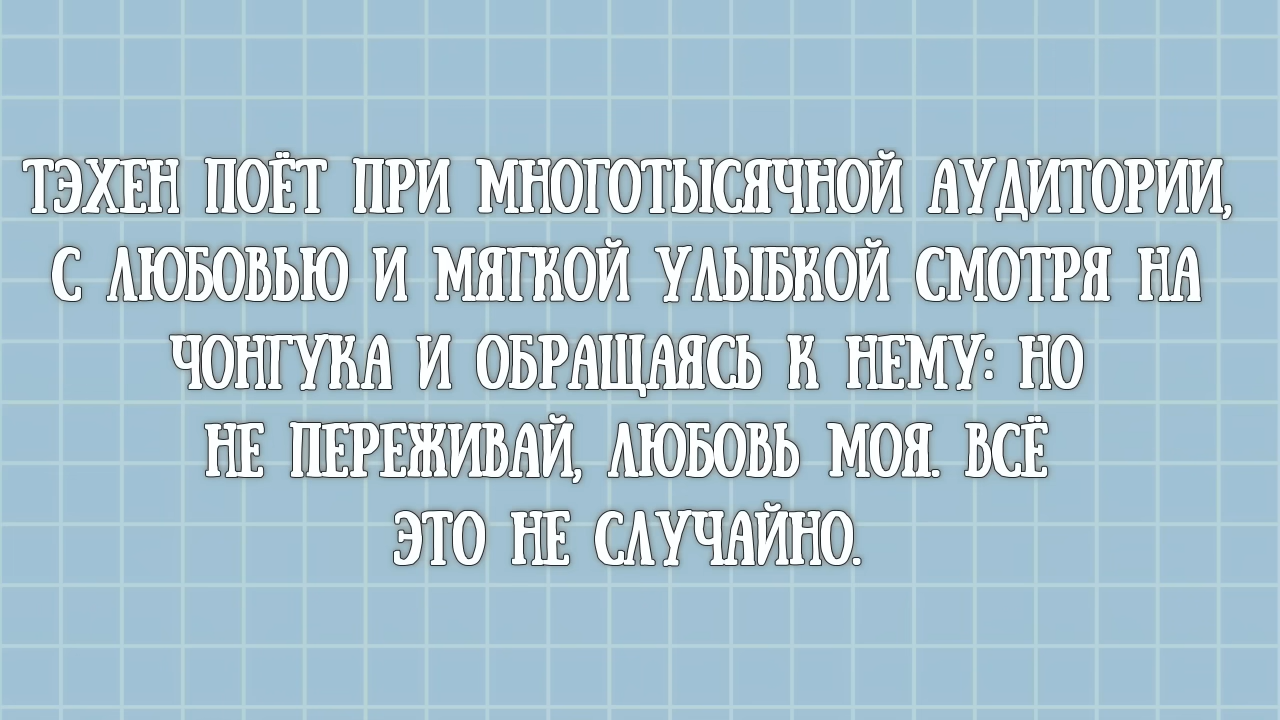 ТЭХЕН ПОЁТ ПРИ МНОГОТЫСЯЧНОЙ АУДИТОРИИ,
С ЛЮБОВЬЮ И МЯГКОЙ УЛЫБКОЙ СМОТРЯ НА
ЧОНГУКА И ОБРАЩАЯСЬ К НЕМУ: НО
НЕ ПЕРЕЖИВАЙ, ЛЮБОВЬ МОЯ. ВСЁ
ЭТО НЕ СЛУЧАЙНО.